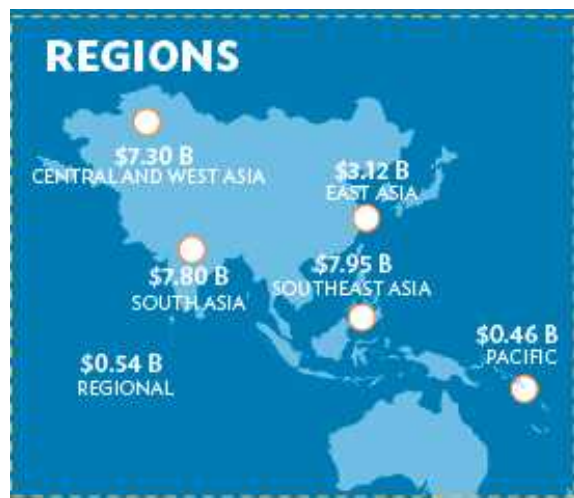 REGIONS
$7.30 B
CENTRAL AND WEST ASIA
$3.12 B
EAST ASIA
$7.80 B
SOUTH ASIA
$7.95 B
SOUTHEAST ASIA
$0.54 B
REGIONAL
$0.46 B
PACIFIC